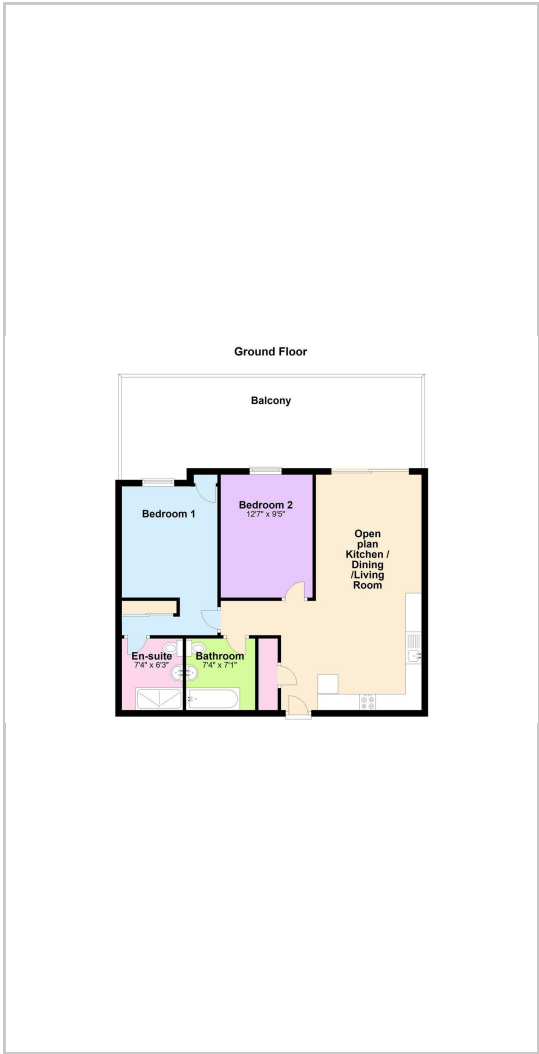 Ground Floor
Balcony
Bedroom 1
Bedroom 2
12'7" x 9'5"
Open
plan
Kitchen /
Dining
/Living
Room
En-suite
7'4" x 6'3"
Bathroom
7'4" x 7'1"